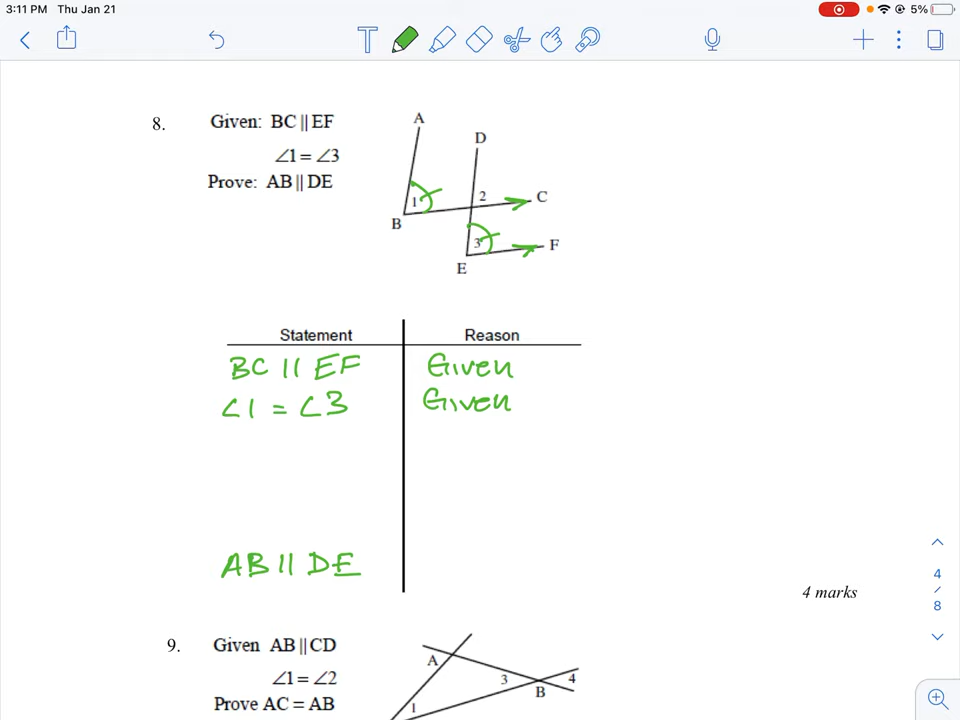 3:11 PM Thu Jan 21
5%
T
8.
Given: BC || EF
∠1 = ∠3
Prove: AB || DE
A
D
1
2
C
B
3
F
E
Statement
Reason
BC || EF
Given
∠1 = ∠3
Given
AB || DE
4 marks
4
/
8
9.
Given AB || CD
∠1 = ∠2
Prove AC = AB
A
3
4
B
1